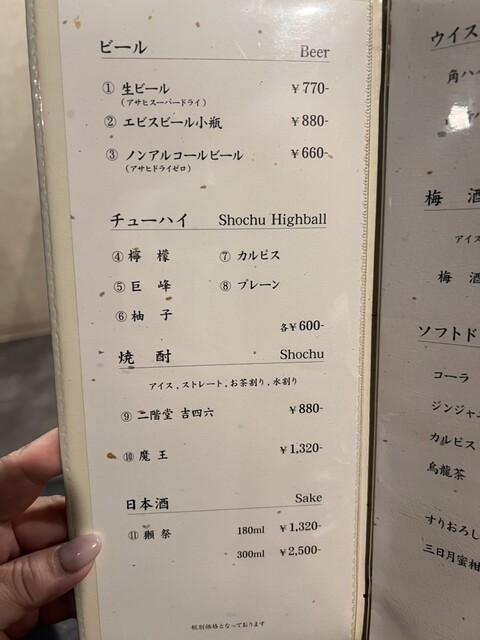 ビール Beer
① 生ビール ￥770-
(アサヒスーパードライ)
② エビスビール小瓶 ￥880-
③ ノンアルコールビール ￥660-
(アサヒドライゼロ)
チューハイ Shochu Highball
④ 檸檬 ⑦ カルピス
⑤ 巨峰 ⑧ プレーン
⑥ 柚子
各￥600-
焼酎 Shochu
アイス,ストレート,お茶割り,水割り
⑨ 二階堂 吉四六 ￥880-
⑩ 魔王 ￥1,320-
日本酒 Sake
⑪ 獺祭 180ml ￥1,320-
300ml ￥2,500-
税別価格となっております
ウイス
角ハイ
梅酒
アイス
梅酒
ソフトド
コーラ
ジンジャエ
カルピス
烏龍茶
すりおろし
三日月蜜柑